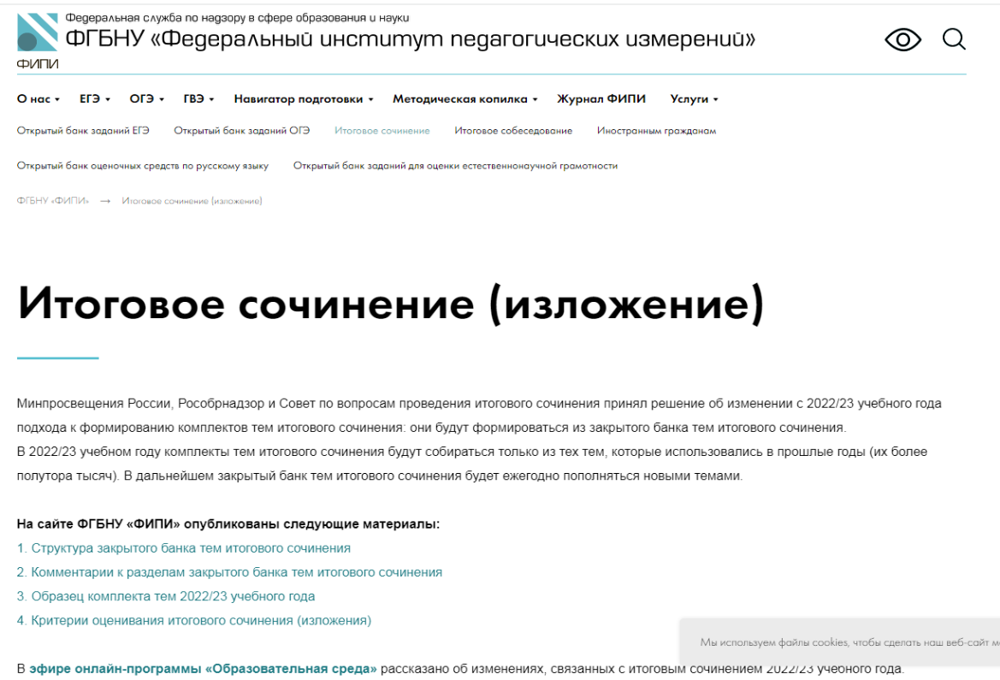 Федеральная служба по надзору в сфере образования и науки
ФГБНУ «Федеральный институт педагогических измерений»
ФИПИ
О нас ЕГЭ ОГЭ ГВЭ Навигатор подготовки Методическая копилка Журнал ФИПИ Услуги
Открытый банк заданий ЕГЭ Открытый банк заданий ОГЭ Итоговое сочинение Итоговое собеседование Иностранным гражданам
Открытый банк оценочных средств по русскому языку Открытый банк заданий для оценки естественнонаучной грамотности
ФГБНУ «ФИПИ» → Итоговое сочинение (изложение)
Итоговое сочинение (изложение)
Минпросвещения России, Рособрнадзор и Совет по вопросам проведения итогового сочинения принял решение об изменении с 2022/23 учебного года
подхода к формированию комплектов тем итогового сочинения: они будут формироваться из закрытого банка тем итогового сочинения.
В 2022/23 учебном году комплекты тем итогового сочинения будут собираться только из тех тем, которые использовались в прошлые годы (их более
полутора тысяч). В дальнейшем закрытый банк тем итогового сочинения будет ежегодно пополняться новыми темами.
На сайте ФГБНУ «ФИПИ» опубликованы следующие материалы:
1. Структура закрытого банка тем итогового сочинения
2. Комментарии к разделам закрытого банка тем итогового сочинения
3. Образец комплекта тем 2022/23 учебного года
4. Критерии оценивания итогового сочинения (изложения)
Мы используем файлы cookies, чтобы сделать наш веб-сайт
В эфире онлайн-программы «Образовательная среда» рассказано об изменениях, связанных с итоговым сочинением 2022/23 учебного года.